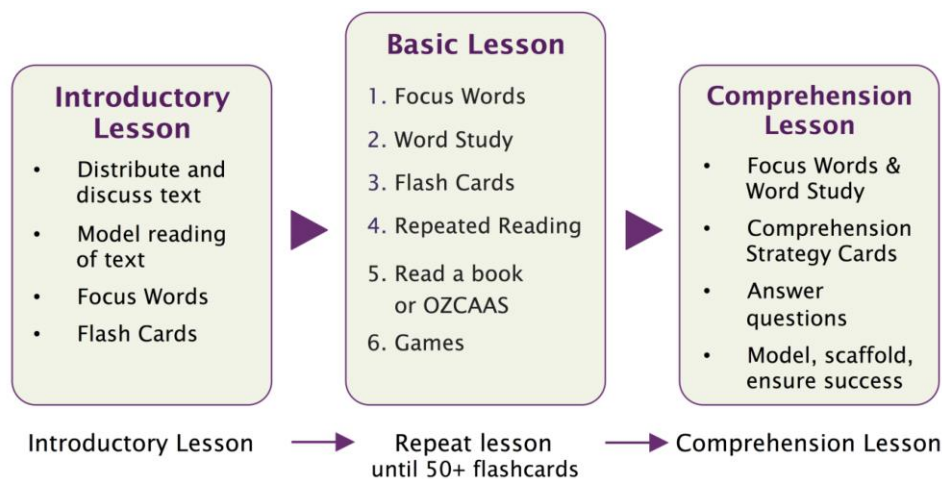 Introductory
Lesson
• Distribute and
discuss text
• Model reading
of text
• Focus Words
• Flash Cards
Basic Lesson
1. Focus Words
2. Word Study
3. Flash Cards
4. Repeated Reading
5. Read a book
or OZCAAS
6. Games
Comprehension
Lesson
• Focus Words &
Word Study
• Comprehension
Strategy Cards
• Answer
questions
• Model, scaffold,
ensure success
Introductory Lesson
Repeat lesson
until 50+ flashcards
Comprehension Lesson